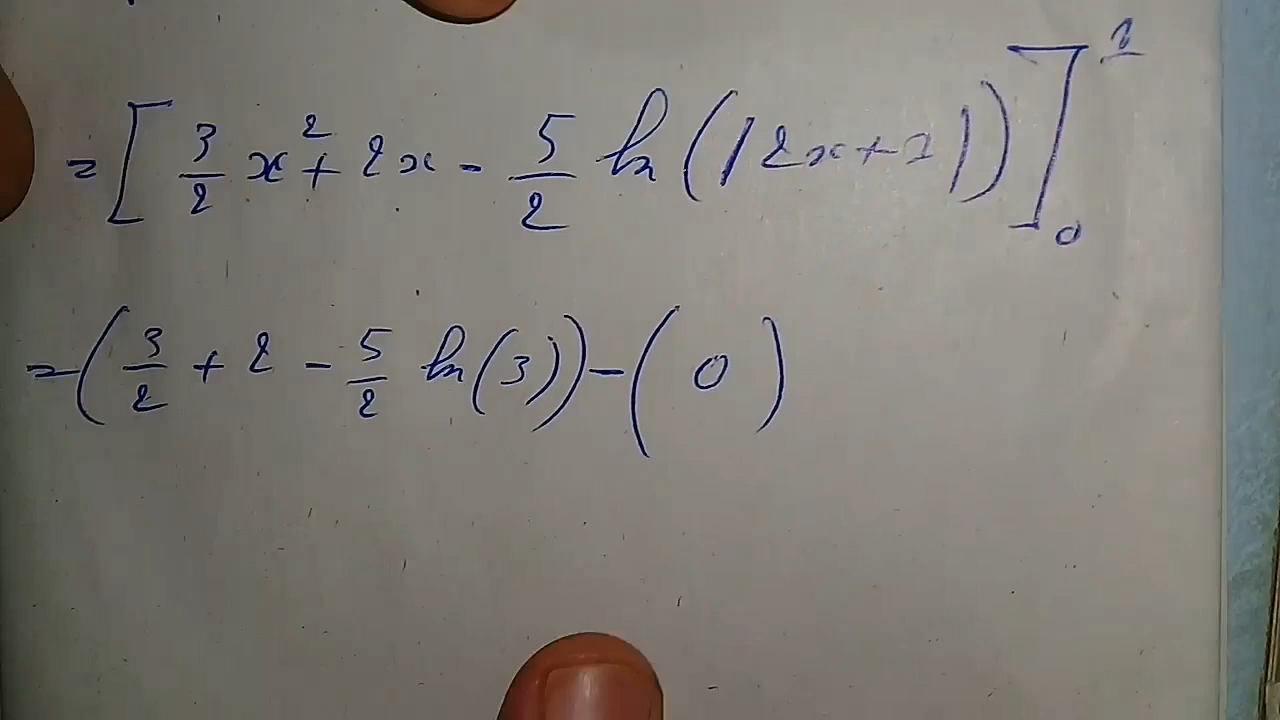 = [ 3/2 x² + 2x - 5/2 ln(|2x+1|) ]₀¹
= ( 3/2 + 2 - 5/2 ln(3) ) - ( 0 )